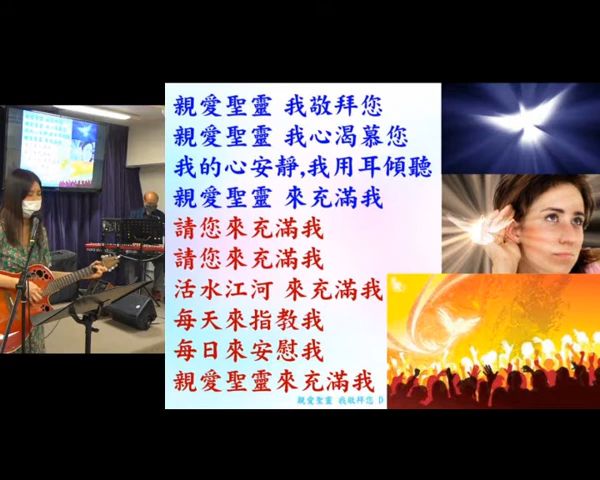 親愛聖靈 我敬拜您
親愛聖靈 我心渴慕您
我的心安靜,我用耳傾聽
親愛聖靈 來充滿我
請您來充滿我
請您來充滿我
活水江河 來充滿我
每天來指教我
每日來安慰我
親愛聖靈來充滿我
親愛聖靈 我敬拜您 D